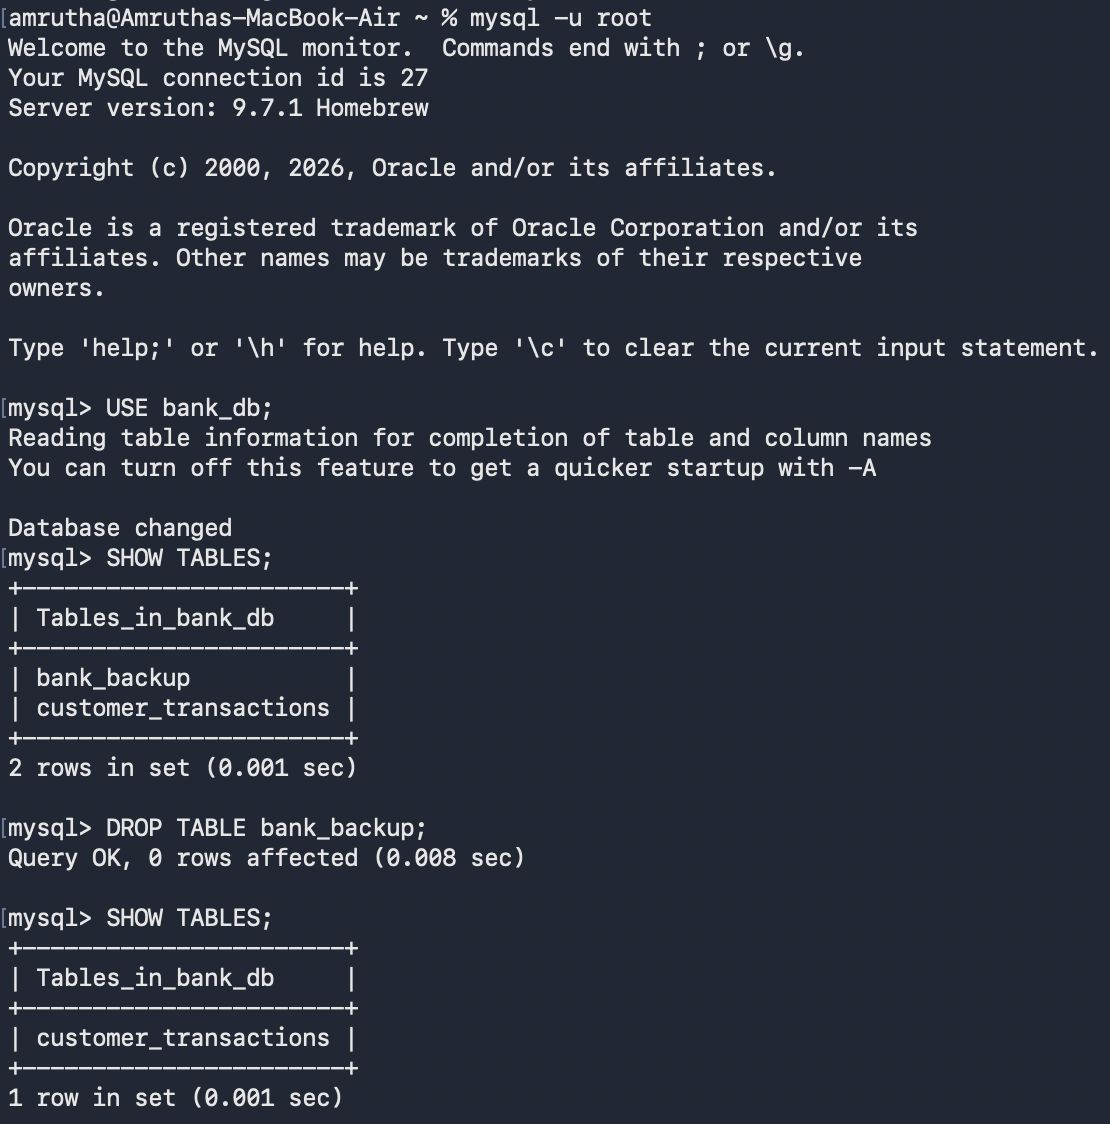 [amrutha@Amruthas-MacBook-Air ~ % mysql -u root
Welcome to the MySQL monitor.  Commands end with ; or \g.
Your MySQL connection id is 27
Server version: 9.7.1 Homebrew

Copyright (c) 2000, 2026, Oracle and/or its affiliates.

Oracle is a registered trademark of Oracle Corporation and/or its
affiliates. Other names may be trademarks of their respective
owners.

Type 'help;' or '\h' for help. Type '\c' to clear the current input statement.

[mysql> USE bank_db;
Reading table information for completion of table and column names
You can turn off this feature to get a quicker startup with -A

Database changed
[mysql> SHOW TABLES;
+-----------------------+
| Tables_in_bank_db     |
+-----------------------+
| bank_backup           |
| customer_transactions |
+-----------------------+
2 rows in set (0.001 sec)

[mysql> DROP TABLE bank_backup;
Query OK, 0 rows affected (0.008 sec)

[mysql> SHOW TABLES;
+-----------------------+
| Tables_in_bank_db     |
+-----------------------+
| customer_transactions |
+-----------------------+
1 row in set (0.001 sec)